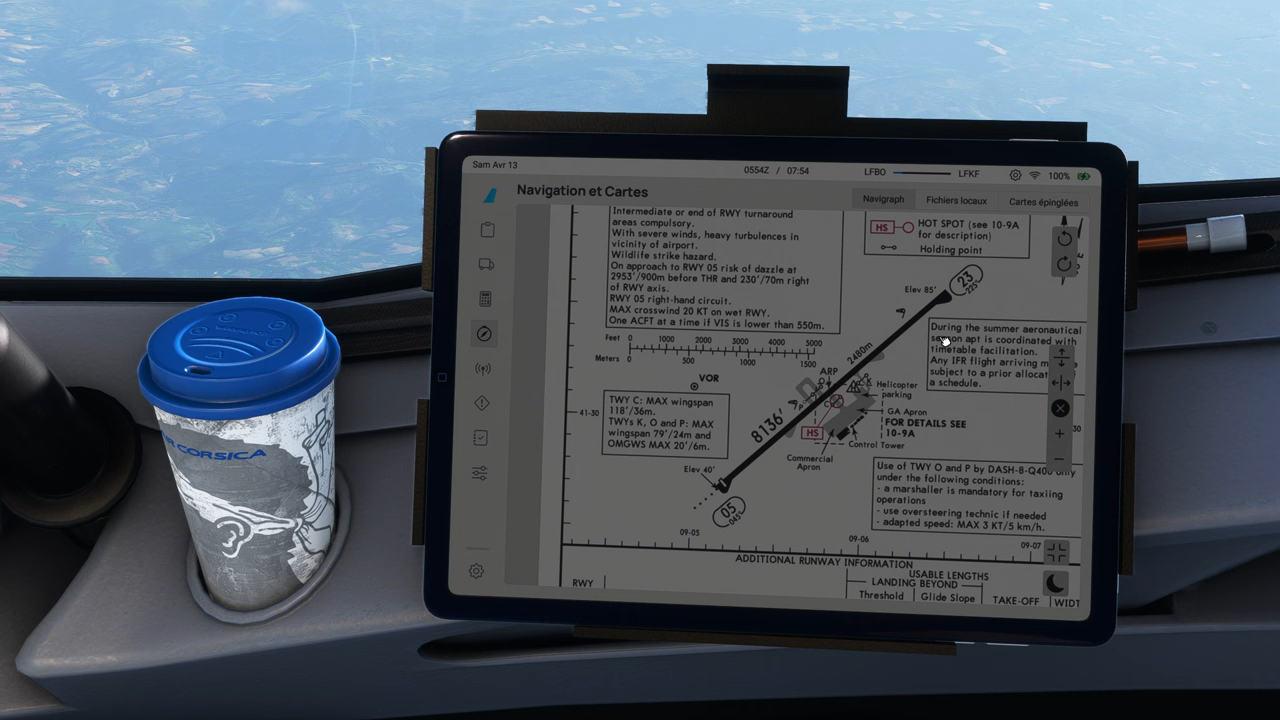 Sam Avr 13
0554Z / 07:54
LFBO
LFKF
100%
Navigation et Cartes
Navigraph
Fichiers locaux
Cartes épinglées
Intermediate or end of RWY turnaround
areas compulsory.
With severe winds, heavy turbulences in
vicinity of airport.
Wildlife strike hazard.
On approach to RWY 05 risk of dazzle at
2953'/900m before THR and 230'/70m right
of RWY axis.
RWY 05 right-hand circuit.
MAX crosswind 20 KT on wet RWY.
One ACFT at a time if VIS is lower than 550m.
HS
HOT SPOT (see 10-9A
for description)
Holding point
Elev 85'
23
225°
During the summer aeronautical
season apt is coordinated with
timetable facilitation.
Any IFR flight arriving
subject to a prior
a schedule.
Feet
0
1000
2000
3000
4000
5000
Meters
0
500
1000
1500
2480m
8136'
VOR
ARP
Helicopter
parking
GA Apron
FOR DETAILS SEE
10-9A
Control Tower
HS
Commercial
Apron
TWY C: MAX wingspan
118'/36m.
TWYs K, O and P: MAX
wingspan 79'/24m and
OMGWS MAX 20'/6m.
41-30
30
Elev 40'
05
045°
Use of TWY O and P by DASH-8-Q400 only
under the following conditions:
- a marshaller is mandatory for taxiing
operations
- use oversteering technic if needed
- adapted speed: MAX 3 KT/5 km/h.
09-05
09-06
09-07
ADDITIONAL RUNWAY INFORMATION
USABLE LENGTHS
LANDING BEYOND
RWY
Threshold
Glide Slope
TAKE-OFF
WIDT
CORSICA